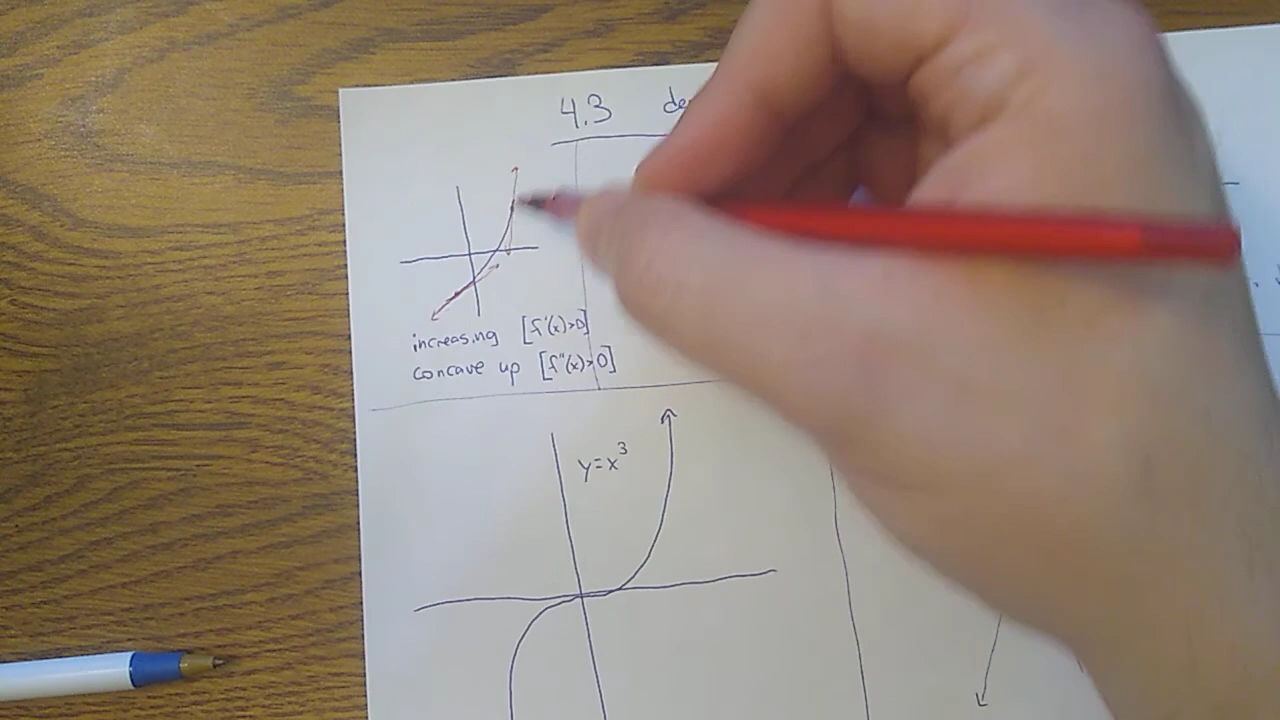 4.3
increasing [f'(x)>0]
concave up [f"(x)>0]
y=x³